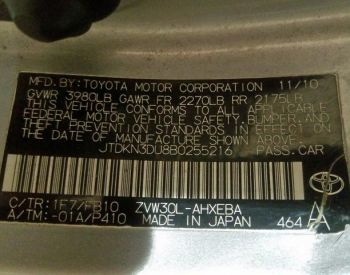 MFD. BY: TOYOTA MOTOR CORPORATION 11/10
GVWR 3980LB GAWR FR 2270LB RR 2175LB
THIS VEHICLE CONFORMS TO ALL APPLICABLE
FEDERAL MOTOR VEHICLE SAFETY, BUMPER, AND
THEFT PREVENTION STANDARDS IN EFFECT ON
THE DATE OF MANUFACTURE SHOWN ABOVE.
PASS. CAR
C/TR: 1F7/FB10 ZVW30L-AHXEBA
A/TM: -01A/P410 MADE IN JAPAN 464 A